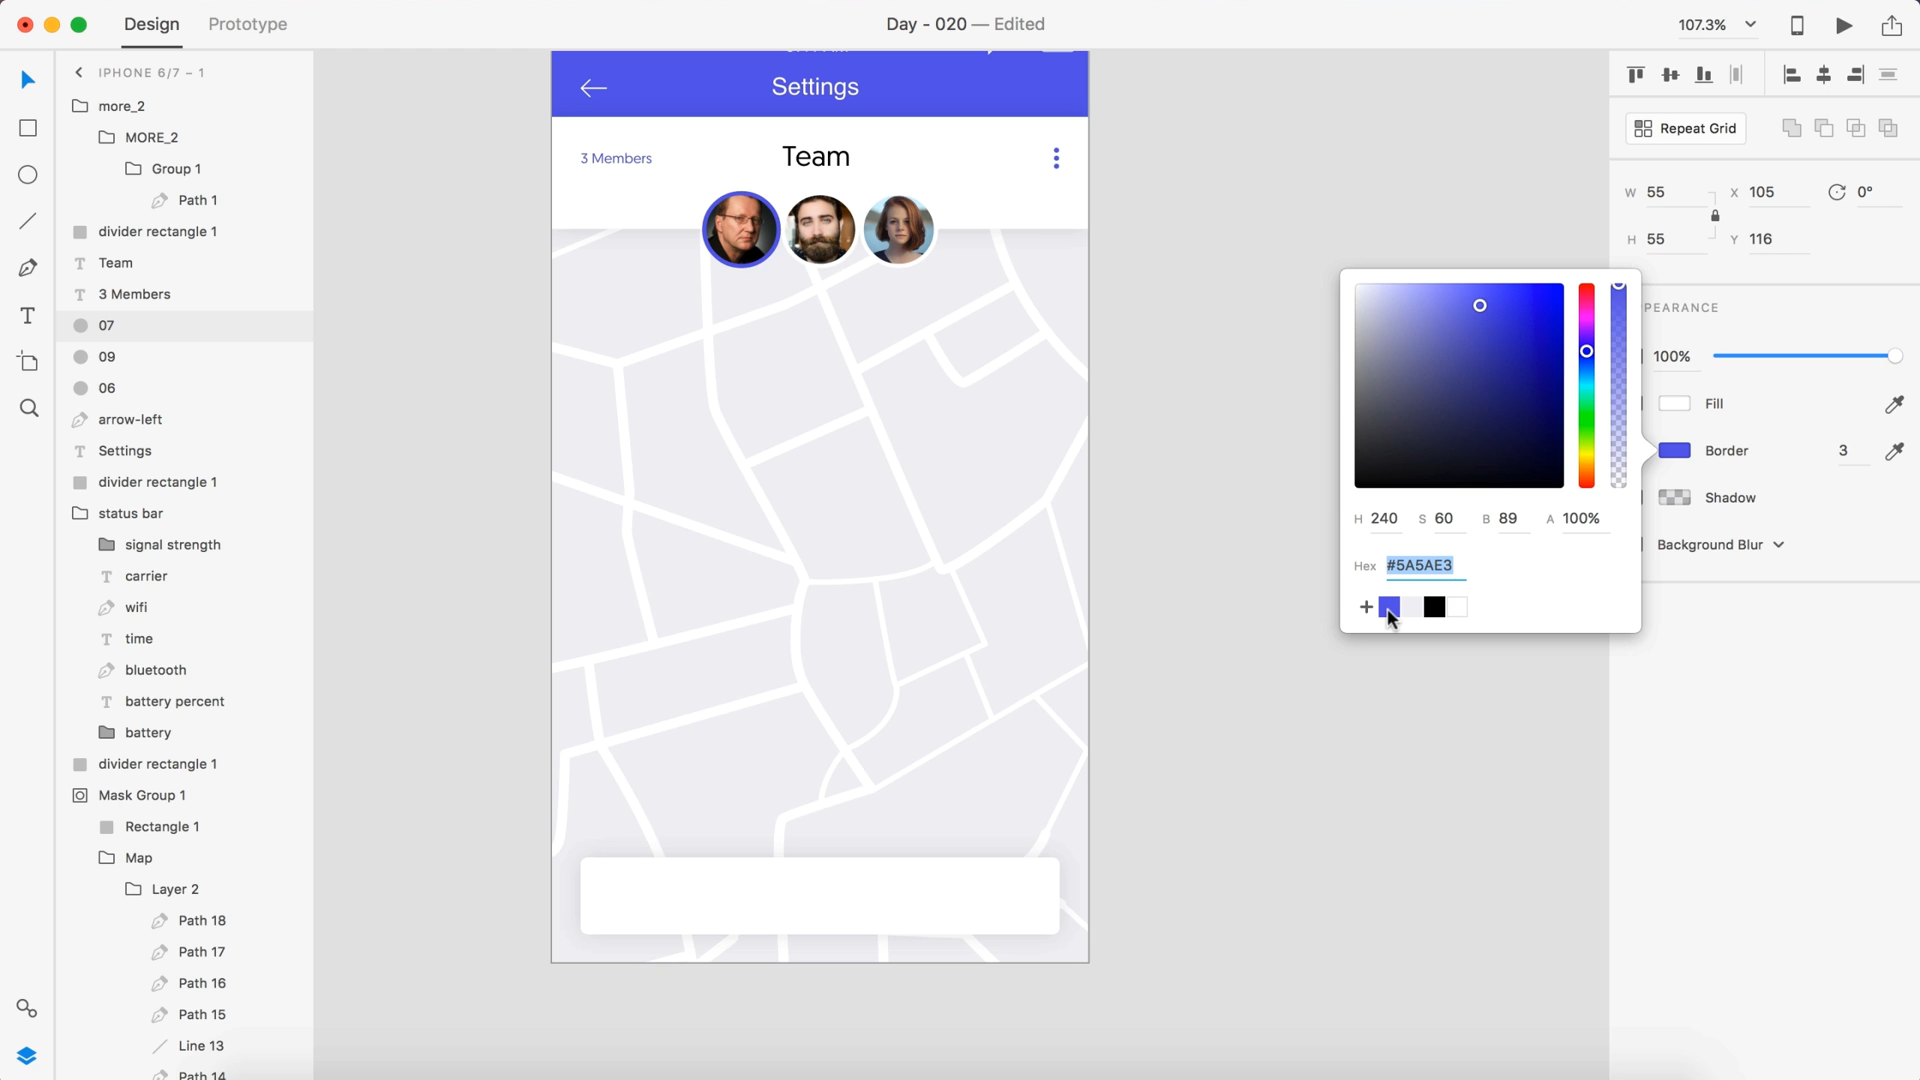 Design
Prototype
Day - 020 — Edited
107.3%
IPHONE 6/7 – 1
more_2
MORE_2
Group 1
Path 1
divider rectangle 1
Team
3 Members
07
09
06
arrow-left
Settings
divider rectangle 1
status bar
signal strength
carrier
wifi
time
bluetooth
battery percent
battery
divider rectangle 1
Mask Group 1
Rectangle 1
Map
Layer 2
Path 18
Path 17
Path 16
Path 15
Line 13
Path 14
Settings
3 Members
Team
H 240 S 60 B 89 A 100%
Hex #5A5AE3
Repeat Grid
W 55 X 105 0°
H 55 Y 116
PEARANCE
100%
Fill
Border 3
Shadow
Background Blur